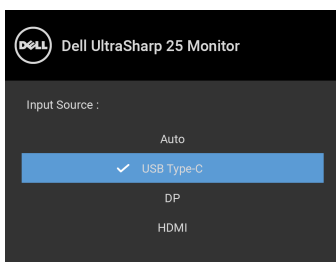 DELL
Dell UltraSharp 25 Monitor
Input Source :
Auto
USB Type-C
DP
HDMI